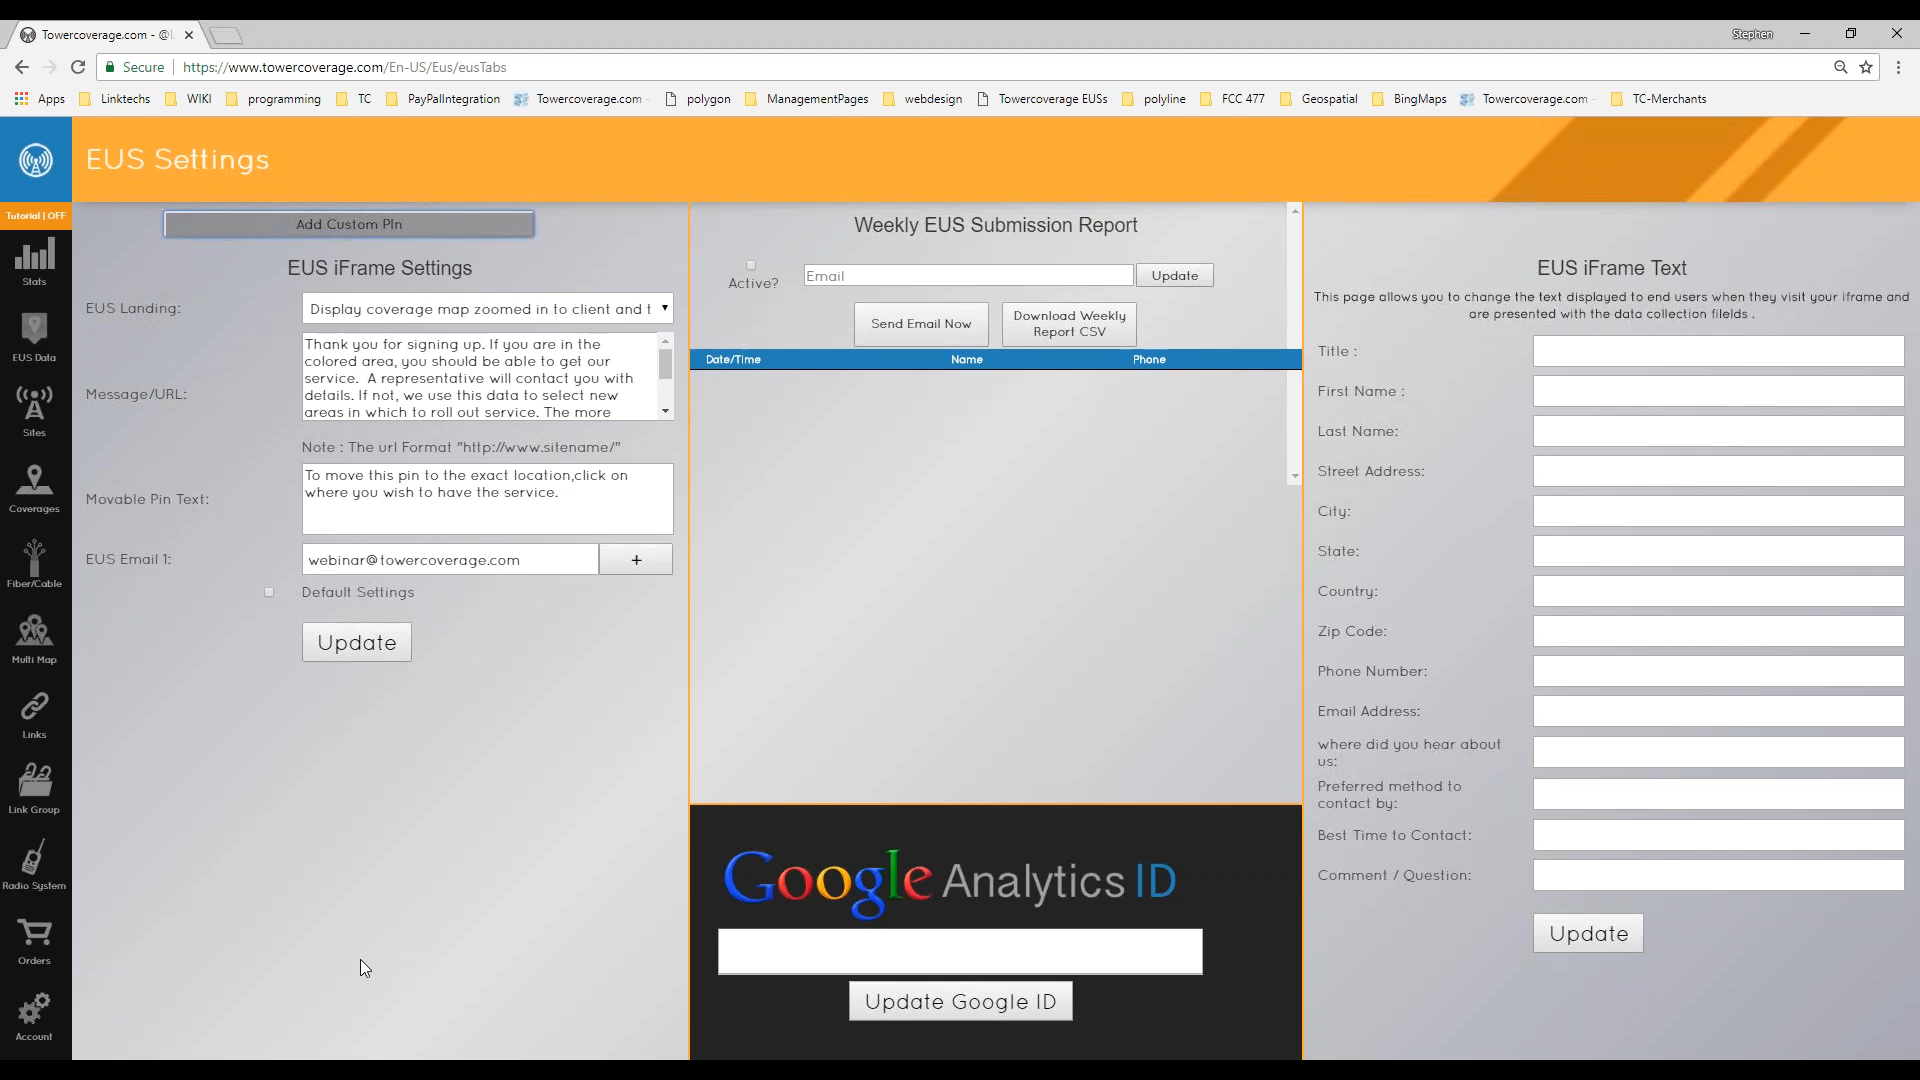 Towercoverage.com - @
Stephen
Secure
https://www.towercoverage.com/En-US/Eus/eusTabs
Apps
Linktechs
WIKI
programming
TC
PayPalIntegration
Towercoverage.com
polygon
ManagementPages
webdesign
Towercoverage EUSs
polyline
FCC 477
Geospatial
BingMaps
Towercoverage.com
TC-Merchants
EUS Settings
Tutorial | OFF
Stats
EUS Data
Sites
Coverages
Fiber/Cable
Multi Map
Links
Link Group
Radio System
Orders
Account
Add Custom PIn
EUS iFrame Settings
EUS Landing:
Display coverage map zoomed in to client and t
Message/URL:
Thank you for signing up. If you are in the
colored area, you should be able to get our
service. A representative will contact you with
details. If not, we use this data to select new
areas in which to roll out service. The more
Note : The url Format "http://www.sitename/"
Movable Pin Text:
To move this pin to the exact location,click on
where you wish to have the service.
EUS Email 1:
webinar@towercoverage.com
+
Default Settings
Update
Weekly EUS Submission Report
Active?
Email
Update
Send Email Now
Download Weekly
Report CSV
Date/Time
Name
Phone
Google Analytics ID
Update Google ID
EUS iFrame Text
This page allows you to change the text displayed to end users when they visit your iframe and
are presented with the data collection filelds .
Title :
First Name :
Last Name:
Street Address:
City:
State:
Country:
Zip Code:
Phone Number:
Email Address:
where did you hear about
us:
Preferred method to
contact by:
Best Time to Contact:
Comment / Question:
Update